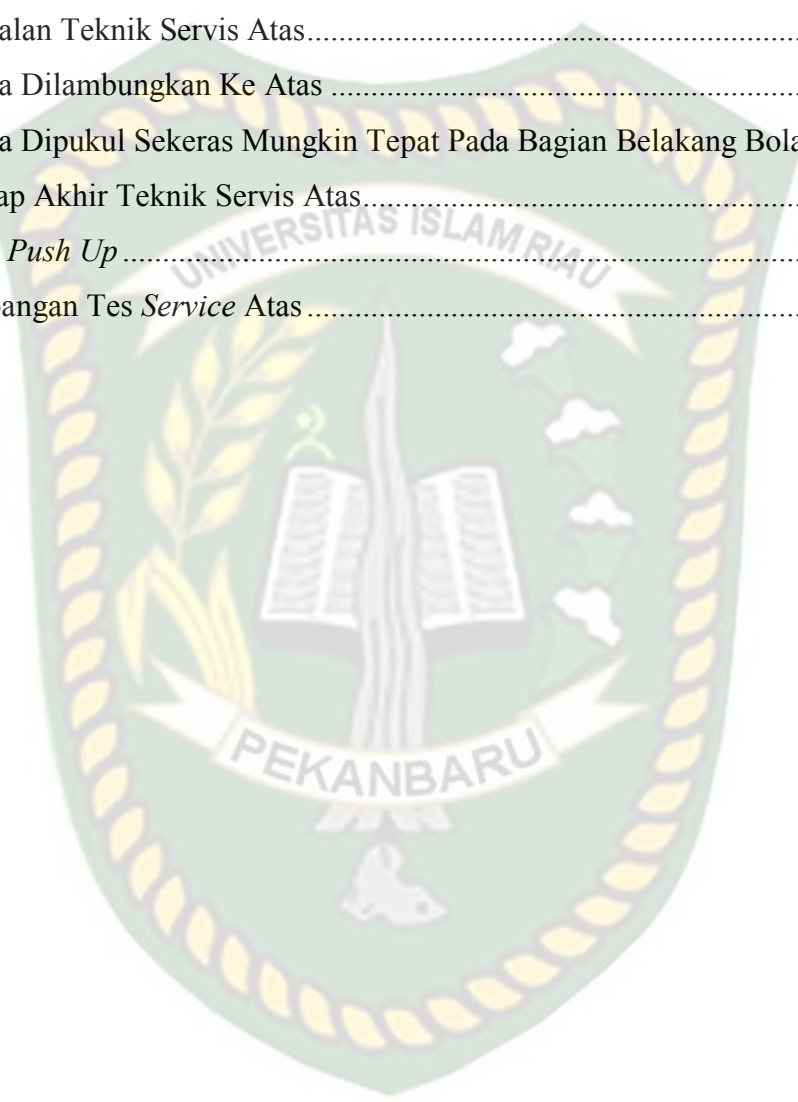 alan Teknik Servis Atas................................................................
a Dilambungkan Ke Atas ............................................................
a Dipukul Sekeras Mungkin Tepat Pada Bagian Belakang Bola
ap Akhir Teknik Servis Atas.........................................................
Push Up......................................................................................
pangan Tes Service Atas...............................................................
UNIVERSITAS ISLAM RIAU
PEKANBARU